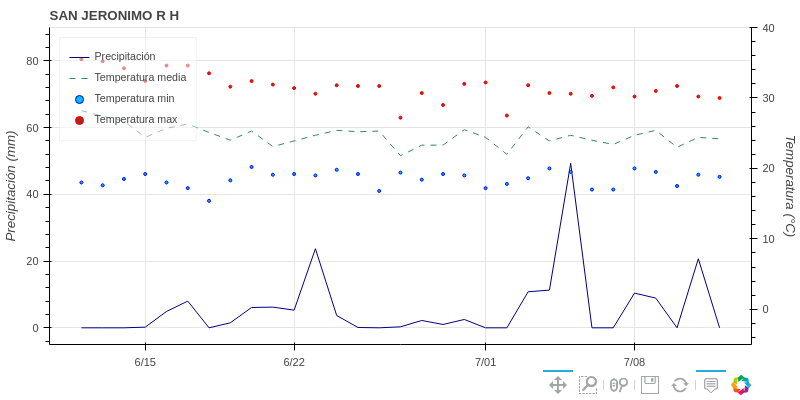 SAN JERONIMO R H
Precipitación
Temperatura media
Temperatura min
Temperatura max
Precipitación (mm)
80
60
40
20
0
Temperatura (°C)
40
30
20
10
0
6/15
6/22
7/01
7/08